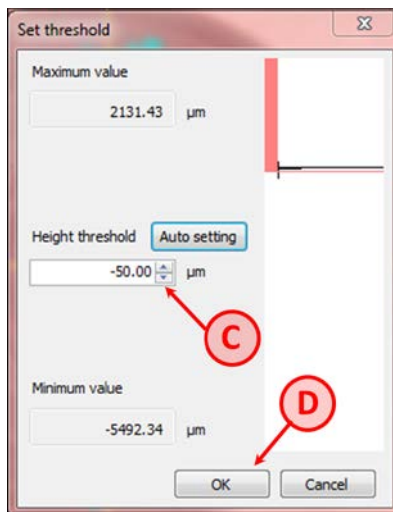 Set threshold
Maximum value
2131.43 µm
Height threshold Auto setting
-50.00 µm
C
Minimum value
D
-5492.34 µm
OK Cancel